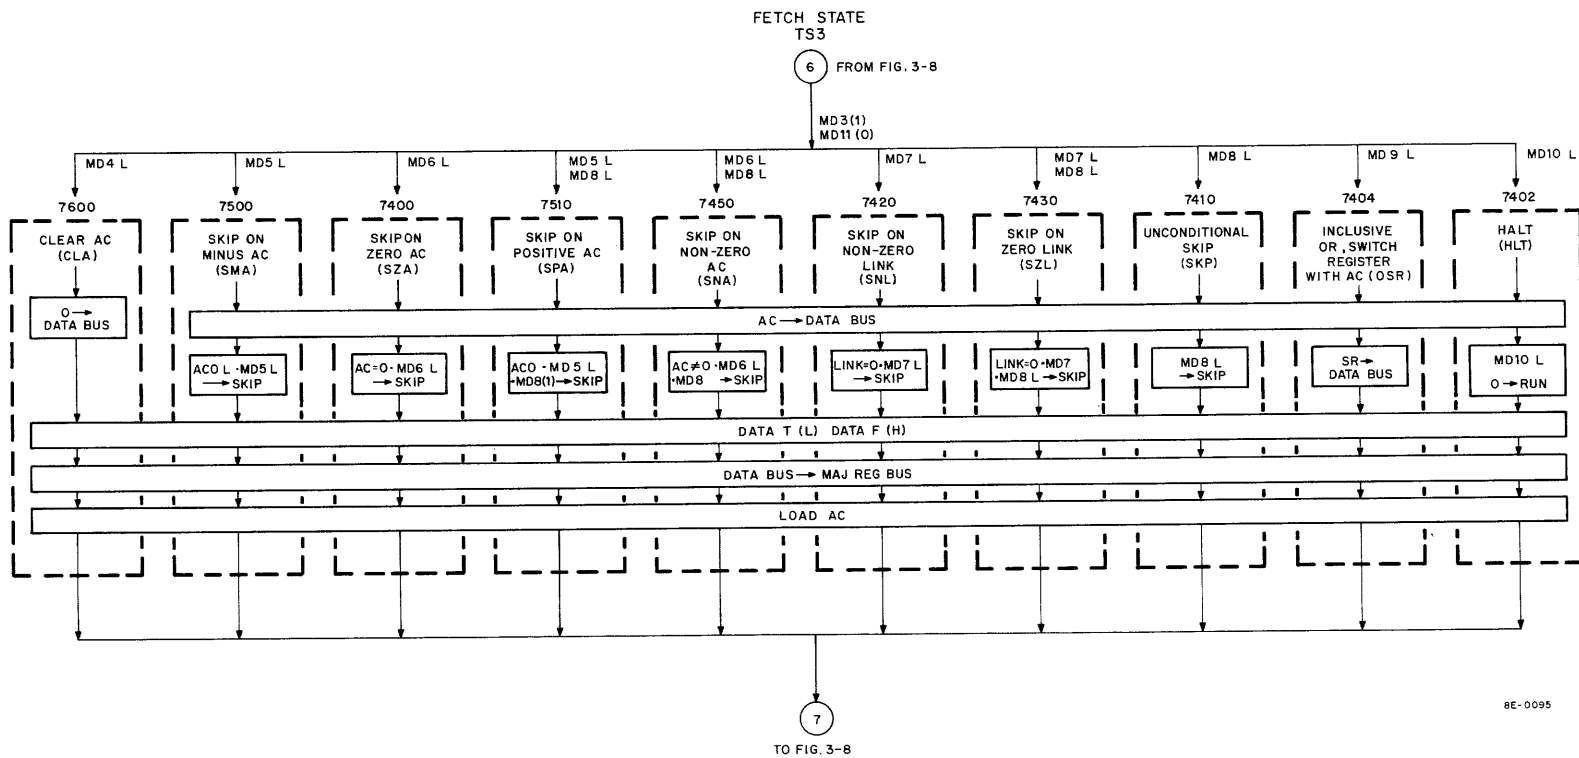 FETCH STATE
TS3
6 FROM FIG. 3-8
MD3(1)
MD11(0)
MD4 L
MD5 L
MD6 L
MD5 L
MD8 L
MD6 L
MD8 L
MD7 L
MD7 L
MD8 L
MD8 L
MD9 L
MD10 L
7600
7500
7400
7510
7450
7420
7430
7410
7404
7402
CLEAR AC
(CLA)
SKIP ON
MINUS AC
(SMA)
SKIP ON
ZERO AC
(SZA)
SKIP ON
POSITIVE AC
(SPA)
SKIP ON
NON-ZERO
AC
(SNA)
SKIP ON
NON-ZERO
LINK
(SNL)
SKIP ON
ZERO LINK
(SZL)
UNCONDITIONAL
SKIP
(SKP)
INCLUSIVE
OR, SWITCH
REGISTER
WITH AC (OSR)
HALT
(HLT)
0 →
DATA BUS
AC → DATA BUS
AC0 L · MD5 L
→ SKIP
AC=0 · MD6 L
→ SKIP
AC0 · MD5 L
· MD8(1) → SKIP
AC≠0 · MD6 L
· MD8 → SKIP
LINK=0 · MD7 L
→ SKIP
LINK=0 · MD7
· MD8 L → SKIP
MD8 L
→ SKIP
SR →
DATA BUS
MD10 L
0 → RUN
DATA T (L) DATA F (H)
DATA BUS → MAJ REG BUS
LOAD AC
7
TO FIG. 3-8
8E-0095